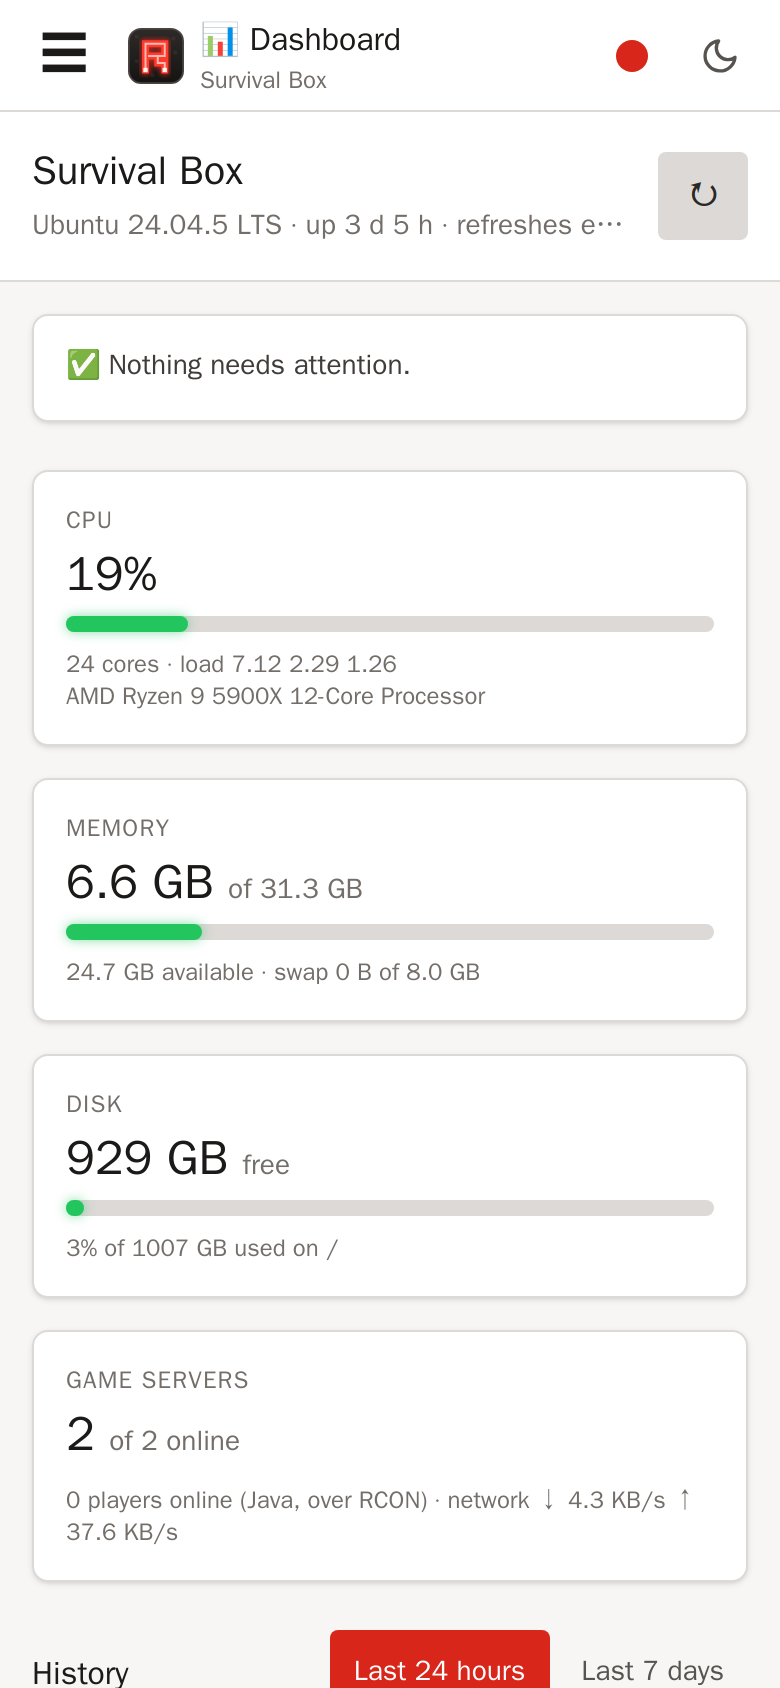 Dashboard
Survival Box
Survival Box
Ubuntu 24.04.5 LTS · up 3 d 5 h · refreshes e…
Nothing needs attention.
CPU
19%
24 cores · load 7.12 2.29 1.26
AMD Ryzen 9 5900X 12-Core Processor
MEMORY
6.6 GB of 31.3 GB
24.7 GB available · swap 0 B of 8.0 GB
DISK
929 GB free
3% of 1007 GB used on /
GAME SERVERS
2 of 2 online
0 players online (Java, over RCON) · network ↓ 4.3 KB/s ↑
37.6 KB/s
History
Last 24 hours
Last 7 days